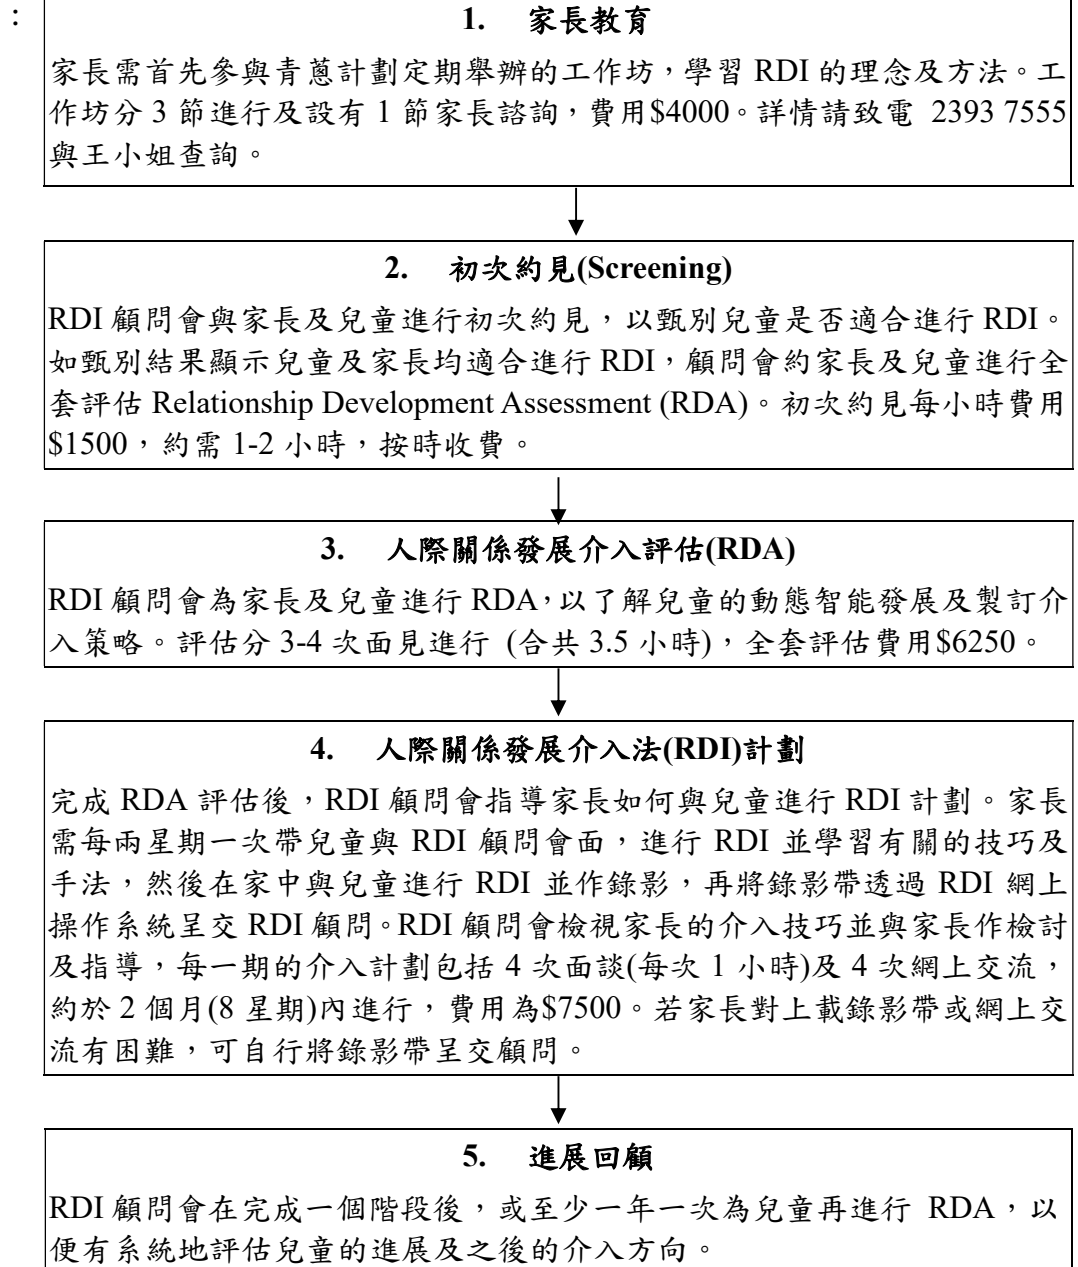 ：
1. 家長教育
家長需首先參與青蔥計劃定期舉辦的工作坊，學習 RDI 的理念及方法。工
作坊分 3 節進行及設有 1 節家長諮詢，費用$4000。詳情請致電 2393 7555
與王小姐查詢。
2. 初次約見(Screening)
RDI 顧問會與家長及兒童進行初次約見，以甄別兒童是否適合進行 RDI。
如甄別結果顯示兒童及家長均適合進行 RDI，顧問會約家長及兒童進行全
套評估 Relationship Development Assessment (RDA)。初次約見每小時費用
$1500，約需 1-2 小時，按時收費。
3. 人際關係發展介入評估(RDA)
RDI 顧問會為家長及兒童進行 RDA，以了解兒童的動態智能發展及製訂介
入策略。評估分 3-4 次面見進行 (合共 3.5 小時)，全套評估費用$6250。
4. 人際關係發展介入法(RDI)計劃
完成 RDA 評估後，RDI 顧問會指導家長如何與兒童進行 RDI 計劃。家長
需每兩星期一次帶兒童與 RDI 顧問會面，進行 RDI 並學習有關的技巧及
手法，然後在家中與兒童進行 RDI 並作錄影，再將錄影帶透過 RDI 網上
操作系統呈交 RDI 顧問。RDI 顧問會檢視家長的介入技巧並與家長作檢討
及指導，每一期的介入計劃包括 4 次面談(每次 1 小時)及 4 次網上交流，
約於 2 個月(8 星期)內進行，費用為$7500。若家長對上載錄影帶或網上交
流有困難，可自行將錄影帶呈交顧問。
5. 進展回顧
RDI 顧問會在完成一個階段後，或至少一年一次為兒童再進行 RDA，以
便有系統地評估兒童的進展及之後的介入方向。